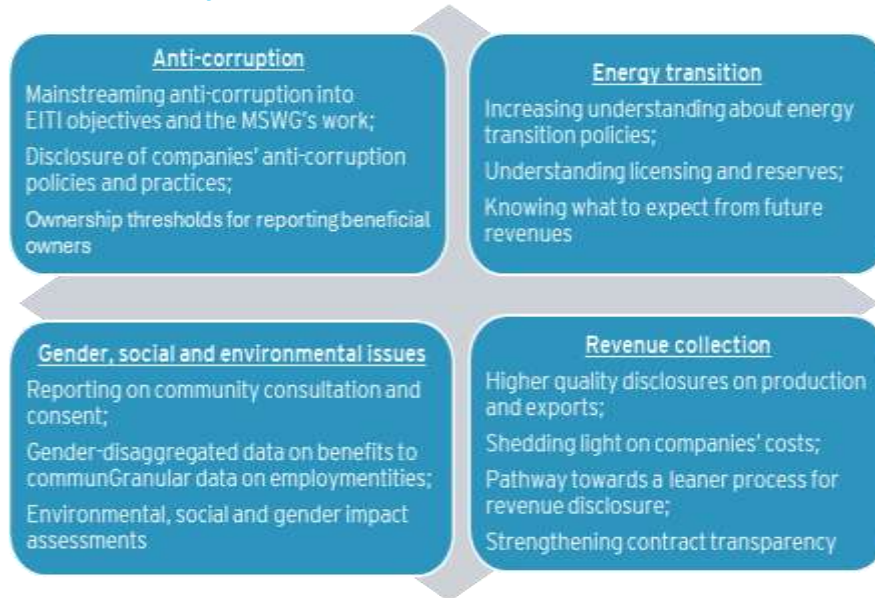 Anti-corruption
Mainstreaming anti-corruption into
EITI objectives and the MSWG's work;
Disclosure of companies' anti-corruption
policies and practices;
Ownership thresholds for reporting beneficial
owners
Energy transition
Increasing understanding about energy
transition policies;
Understanding licensing and reserves;
Knowing what to expect from future
revenues
Gender, social and environmental issues
Reporting on community consultation and
consent;
Gender-disaggregated data on benefits to
communGranular data on employmentities;
Environmental, social and gender impact
assessments
Revenue collection
Higher quality disclosures on production
and exports;
Shedding light on companies' costs;
Pathway towards a leaner process for
revenue disclosure;
Strengthening contract transparency